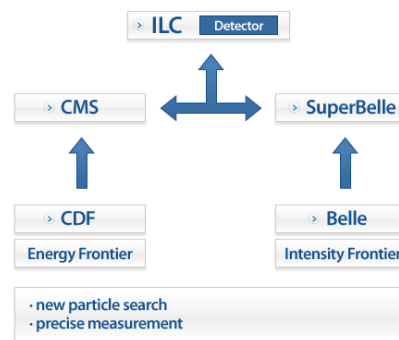 ILC Detector
CMS
SuperBelle
CDF
Belle
Energy Frontier
Intensity Frontier
· new particle search
· precise measurement